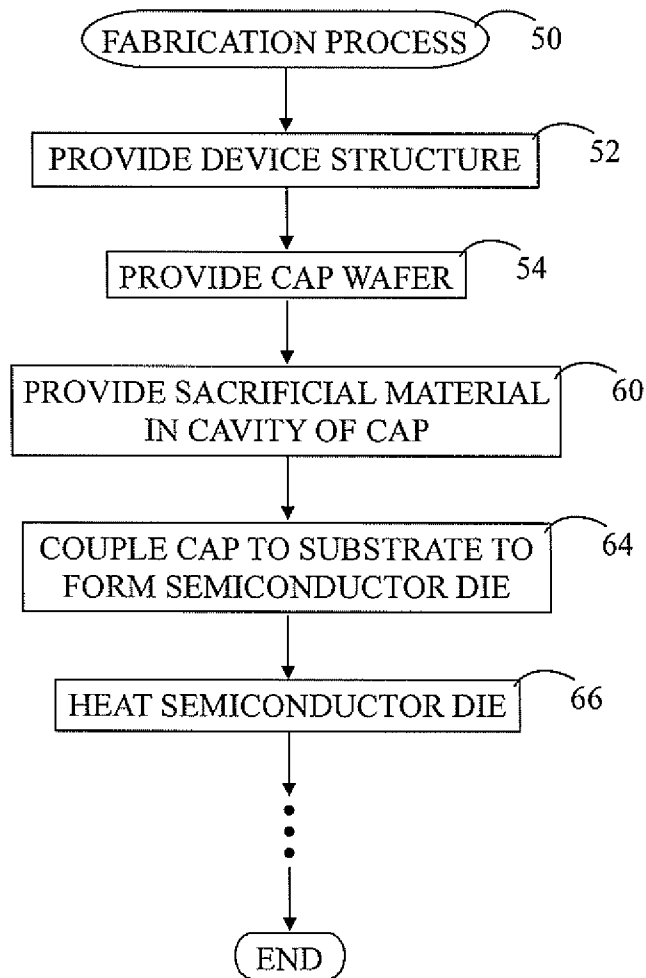 FABRICATION PROCESS
50
PROVIDE DEVICE STRUCTURE
52
PROVIDE CAP WAFER
54
PROVIDE SACRIFICIAL MATERIAL
IN CAVITY OF CAP
60
COUPLE CAP TO SUBSTRATE TO
FORM SEMICONDUCTOR DIE
64
HEAT SEMICONDUCTOR DIE
66
END